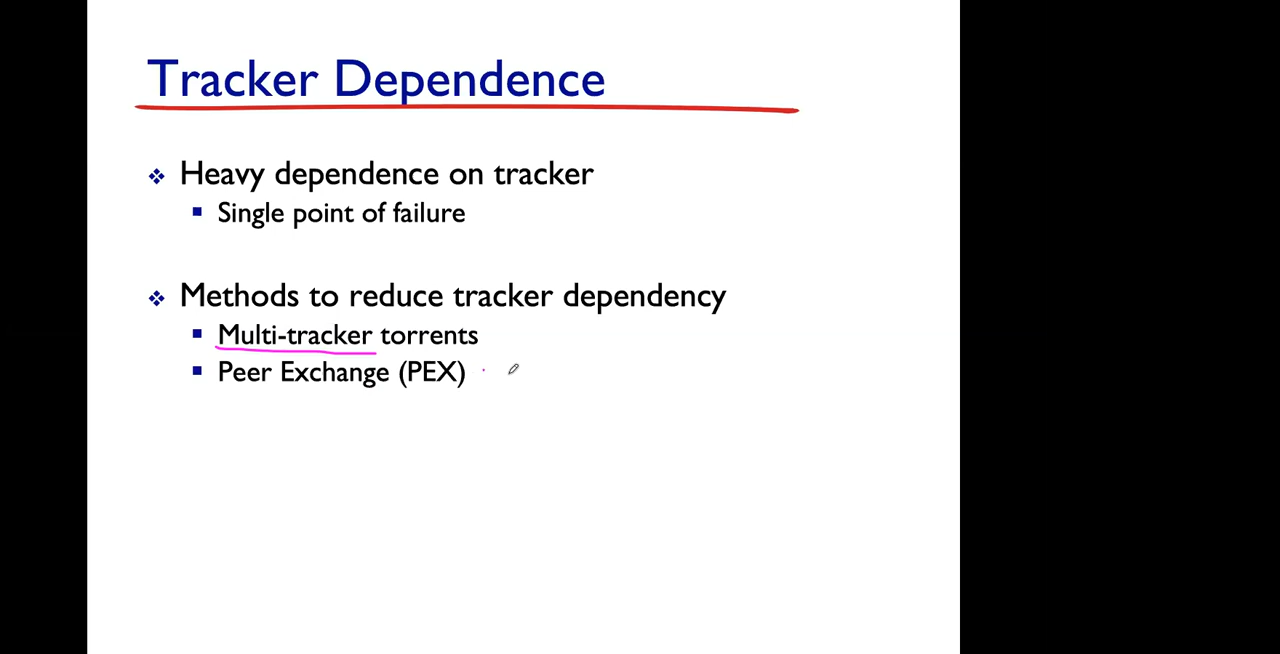 Tracker Dependence
Heavy dependence on tracker
Single point of failure
Methods to reduce tracker dependency
Multi-tracker torrents
Peer Exchange (PEX)